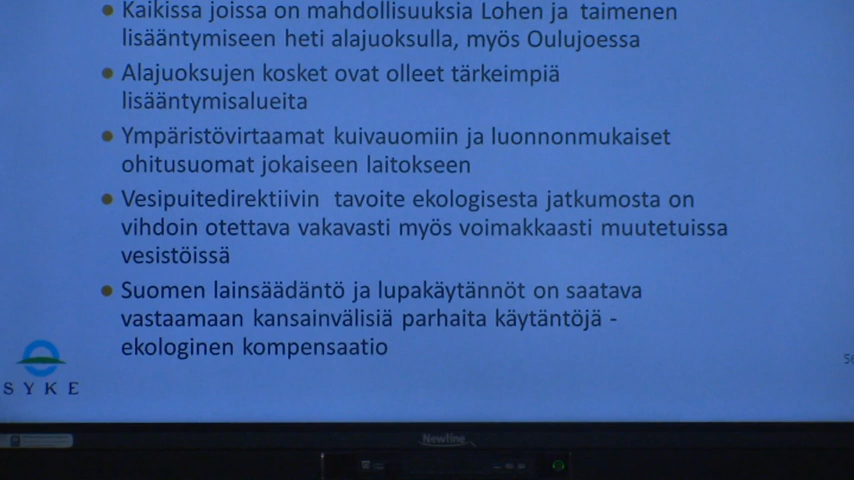 Kaikissa joissa on mahdollisuuksia Lohen ja taimenen
lisääntymiseen heti alajuoksulla, myös Oulujoessa
Alajuoksujen kosket ovat olleet tärkeimpiä
lisääntymisalueita
Ympäristövirtaamat kuivauomiin ja luonnonmukaiset
ohitusuomat jokaiseen laitokseen
Vesipuitedirektiivin tavoite ekologisesta jatkumosta on
vihdoin otettava vakavasti myös voimakkaasti muutetuissa
vesistöissä
Suomen lainsäädäntö ja lupakäytännöt on saatava
vastaamaan kansainvälisiä parhaita käytäntöjä -
ekologinen kompensaatio
SYKE
Newline